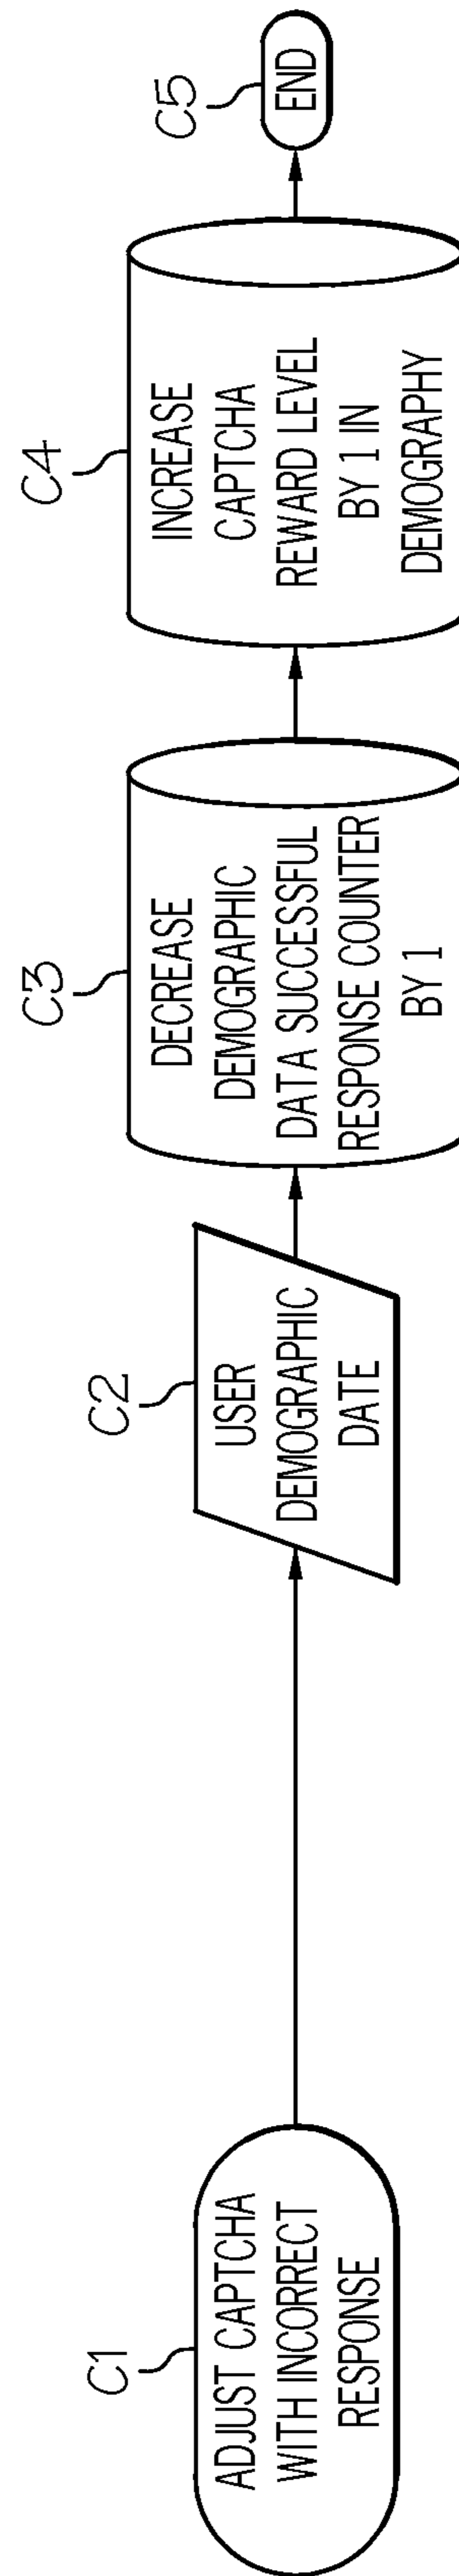 C1
ADJUST CAPTCHA
WITH INCORRECT
RESPONSE
C2
USER
DEMOGRAPHIC
DATE
C3
DECREASE
DEMOGRAPHIC
DATA SUCCESSFUL
RESPONSE COUNTER
BY 1
C4
INCREASE
CAPTCHA
REWARD LEVEL
BY 1 IN
DEMOGRAPHY
C5
END